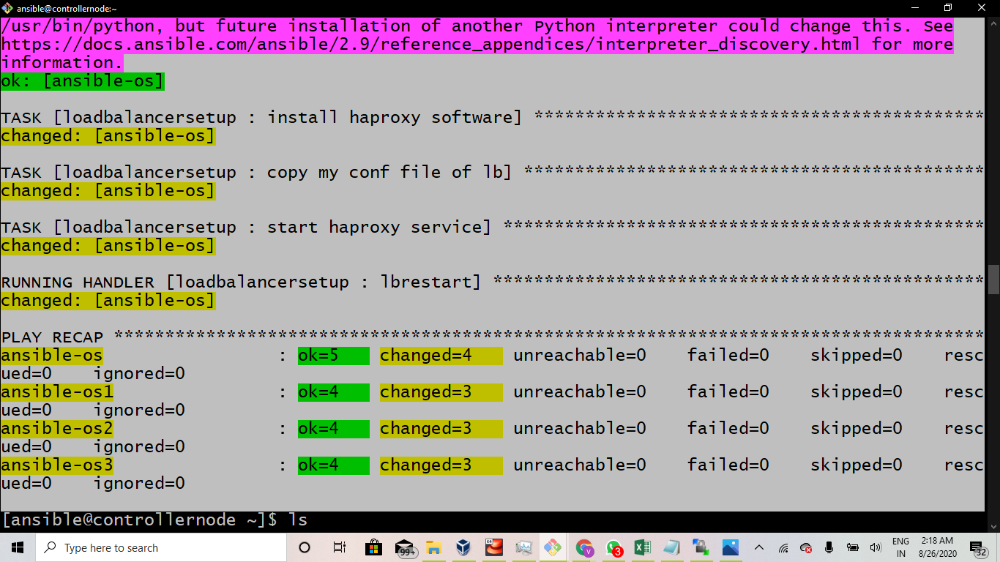 ansible@controllernode:~
/usr/bin/python, but future installation of another Python interpreter could change this. See
https://docs.ansible.com/ansible/2.9/reference_appendices/interpreter_discovery.html for more
information.
ok: [ansible-os]
TASK [loadbalancersetup : install haproxy software] ********************************************
changed: [ansible-os]
TASK [loadbalancersetup : copy my conf file of lb] *********************************************
changed: [ansible-os]
TASK [loadbalancersetup : start haproxy service] ***********************************************
changed: [ansible-os]
RUNNING HANDLER [loadbalancersetup : lbrestart] ************************************************
changed: [ansible-os]
PLAY RECAP *************************************************************************************
ansible-os                 : ok=5    changed=4    unreachable=0    failed=0    skipped=0    resc
ued=0    ignored=0
ansible-os1                : ok=4    changed=3    unreachable=0    failed=0    skipped=0    resc
ued=0    ignored=0
ansible-os2                : ok=4    changed=3    unreachable=0    failed=0    skipped=0    resc
ued=0    ignored=0
ansible-os3                : ok=4    changed=3    unreachable=0    failed=0    skipped=0    resc
ued=0    ignored=0
[ansible@controllernode ~]$ ls
Type here to search
99+
64
V
3
ENG
IN
2:18 AM
8/26/2020
32